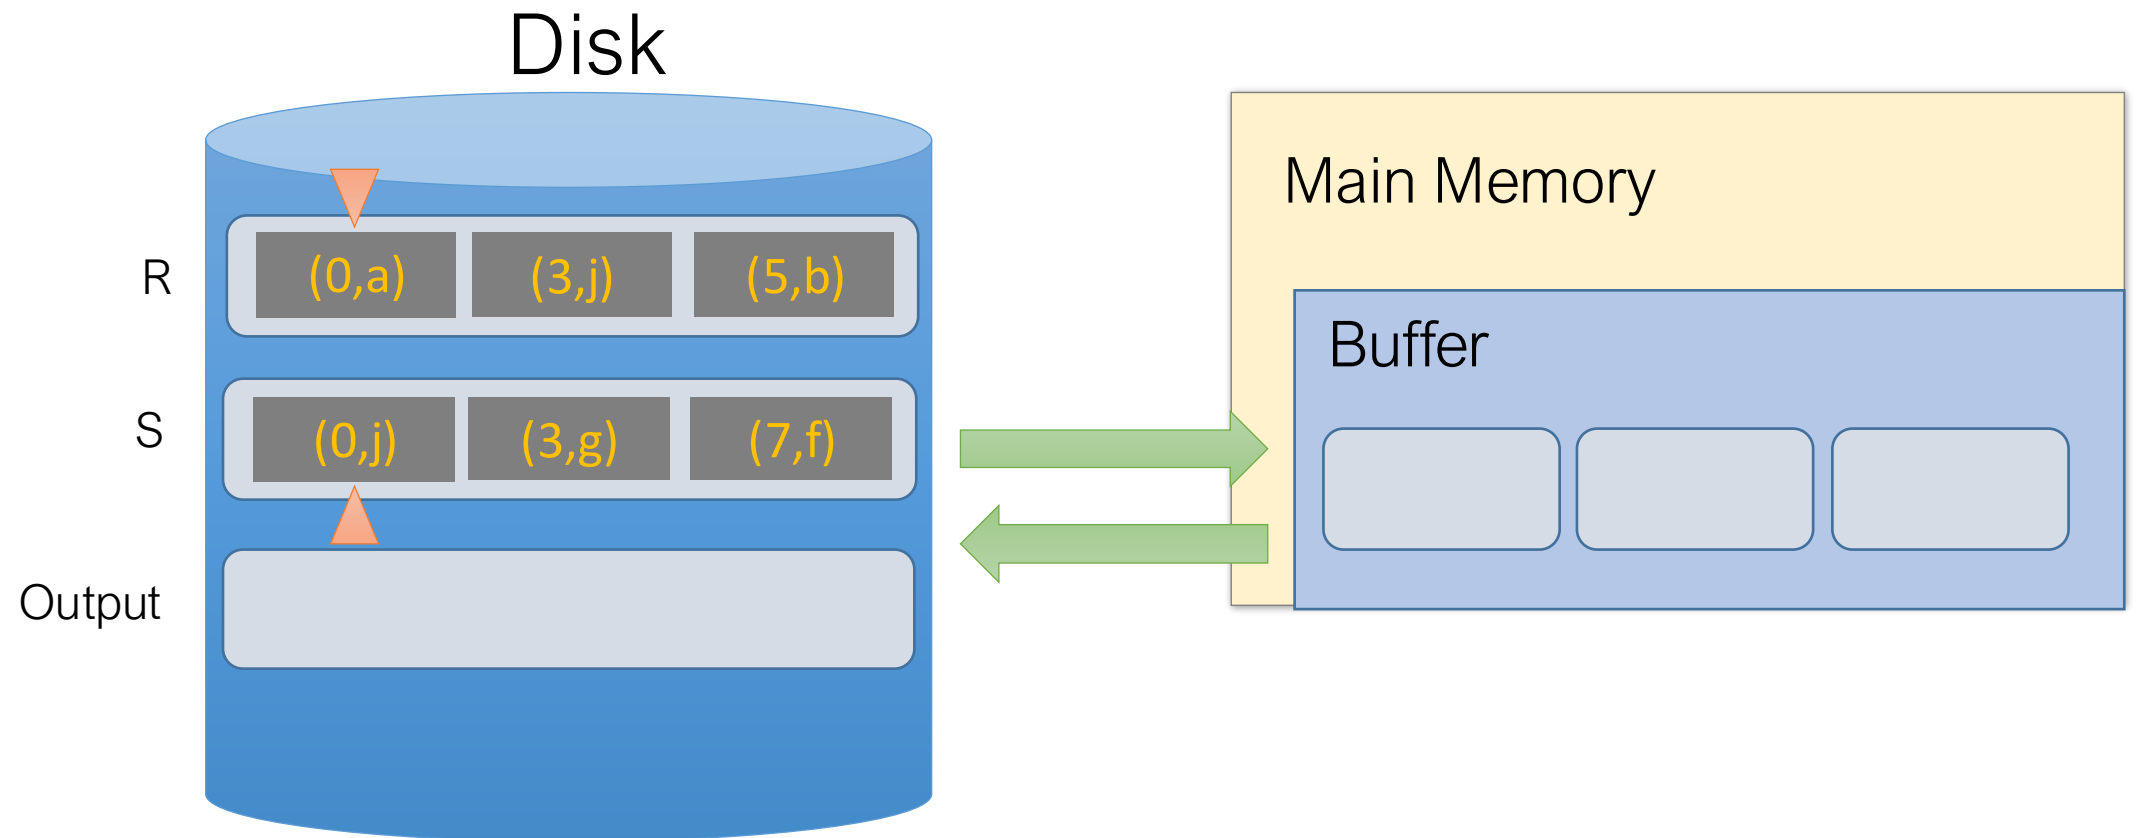 Disk
Main Memory
R
(0,a) (3,j) (5,b)
Buffer
S
(0,j) (3,g) (7,f)
Output